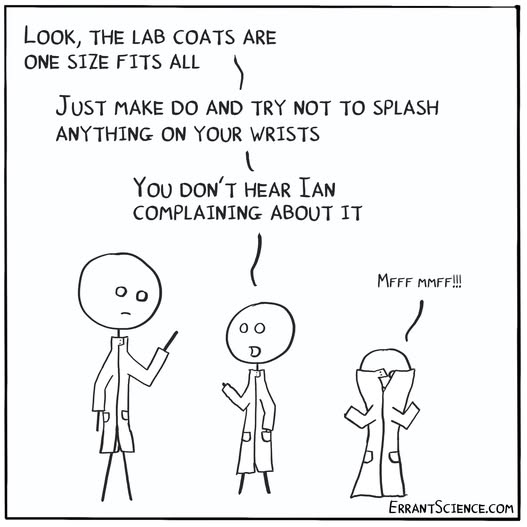 Look, the lab coats are
one size fits all
Just make do and try not to splash
anything on your wrists
You don't hear Ian
complaining about it
Mfff mmff!!!
ErrantScience.com